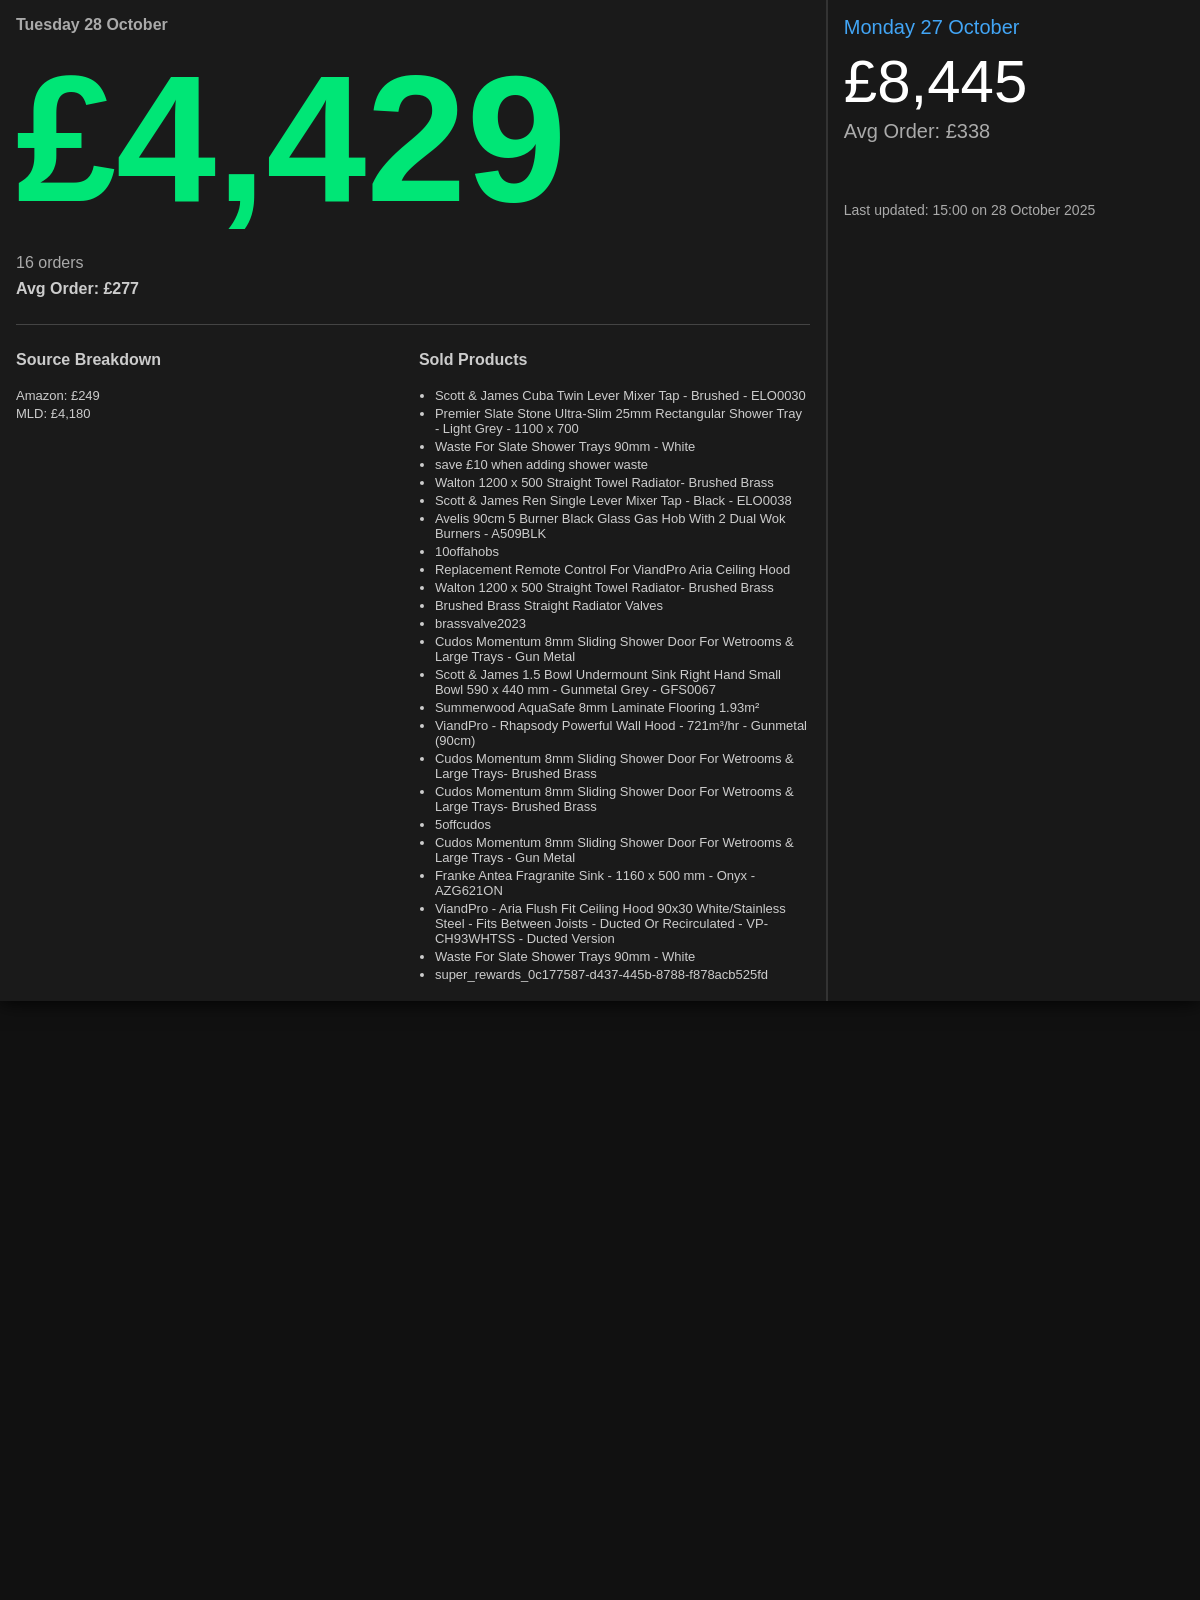 Tuesday 28 October
£4,429
16 orders
Avg Order: £277
Source Breakdown
Amazon: £249
MLD: £4,180
Sold Products
Scott & James Cuba Twin Lever Mixer Tap - Brushed - ELO0030
Premier Slate Stone Ultra-Slim 25mm Rectangular Shower Tray
- Light Grey - 1100 x 700
Waste For Slate Shower Trays 90mm - White
save £10 when adding shower waste
Walton 1200 x 500 Straight Towel Radiator- Brushed Brass
Scott & James Ren Single Lever Mixer Tap - Black - ELO0038
Avelis 90cm 5 Burner Black Glass Gas Hob With 2 Dual Wok
Burners - A509BLK
10offahobs
Replacement Remote Control For ViandPro Aria Ceiling Hood
Walton 1200 x 500 Straight Towel Radiator- Brushed Brass
Brushed Brass Straight Radiator Valves
brassvalve2023
Cudos Momentum 8mm Sliding Shower Door For Wetrooms &
Large Trays - Gun Metal
Scott & James 1.5 Bowl Undermount Sink Right Hand Small
Bowl 590 x 440 mm - Gunmetal Grey - GFS0067
Summerwood AquaSafe 8mm Laminate Flooring 1.93m²
ViandPro - Rhapsody Powerful Wall Hood - 721m³/hr - Gunmetal
(90cm)
Cudos Momentum 8mm Sliding Shower Door For Wetrooms &
Large Trays- Brushed Brass
Cudos Momentum 8mm Sliding Shower Door For Wetrooms &
Large Trays- Brushed Brass
5offcudos
Cudos Momentum 8mm Sliding Shower Door For Wetrooms &
Large Trays - Gun Metal
Franke Antea Fragranite Sink - 1160 x 500 mm - Onyx -
AZG621ON
ViandPro - Aria Flush Fit Ceiling Hood 90x30 White/Stainless
Steel - Fits Between Joists - Ducted Or Recirculated - VP-
CH93WHTSS - Ducted Version
Waste For Slate Shower Trays 90mm - White
super_rewards_0c177587-d437-445b-8788-f878acb525fd
Monday 27 October
£8,445
Avg Order: £338
Last updated: 15:00 on 28 October 2025